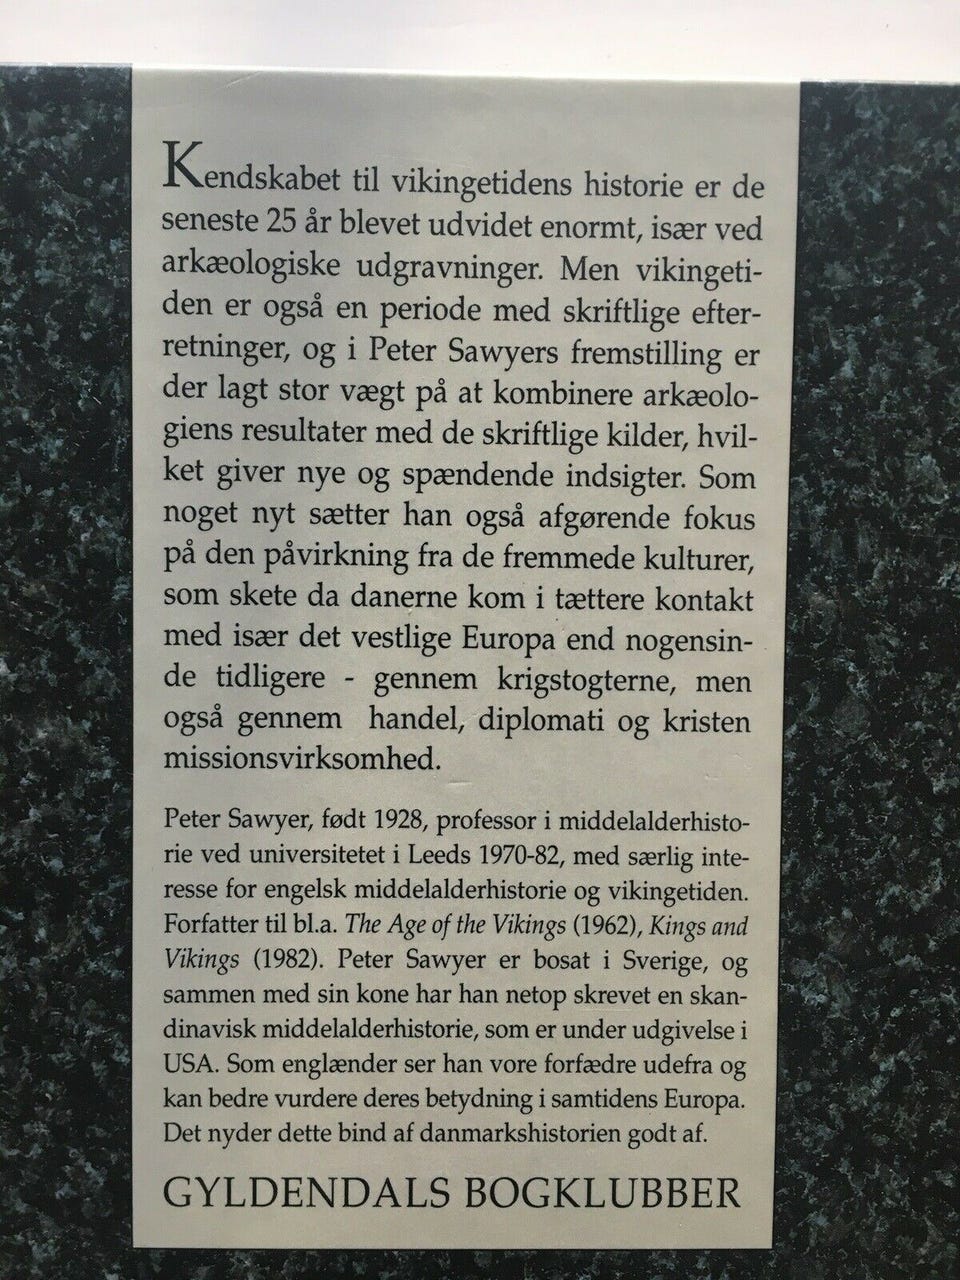 Kendskabet til vikingetidens historie er de
seneste 25 år blevet udvidet enormt, især ved
arkæologiske udgravninger. Men vikingeti-
den er også en periode med skriftlige efter-
retninger, og i Peter Sawyers fremstilling er
der lagt stor vægt på at kombinere arkæolo-
giens resultater med de skriftlige kilder, hvil-
ket giver nye og spændende indsigter. Som
noget nyt sætter han også afgørende fokus
på den påvirkning fra de fremmede kulturer,
som skete da danerne kom i tættere kontakt
med især det vestlige Europa end nogensin-
de tidligere - gennem krigstogterne, men
også gennem handel, diplomati og kristen
missionsvirksomhed.
Peter Sawyer, født 1928, professor i middelalderhisto-
rie ved universitetet i Leeds 1970-82, med særlig inte-
resse for engelsk middelalderhistorie og vikingetiden.
Forfatter til bl.a. The Age of the Vikings (1962), Kings and
Vikings (1982). Peter Sawyer er bosat i Sverige, og
sammen med sin kone har han netop skrevet en skan-
dinavisk middelalderhistorie, som er under udgivelse i
USA. Som englænder ser han vore forfædre udefra og
kan bedre vurdere deres betydning i samtidens Europa.
Det nyder dette bind af danmarkshistorien godt af.
GYLDENDALS BOGKLUBBER